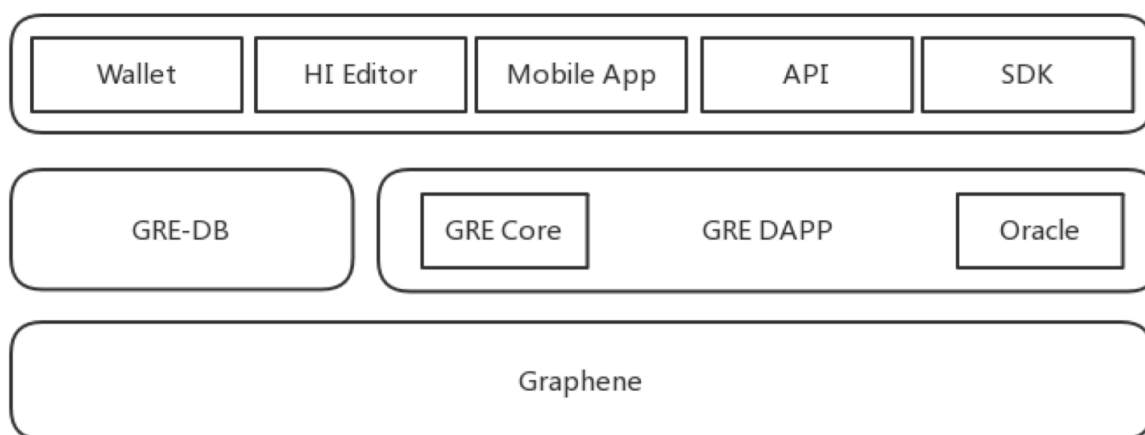 Wallet
HI Editor
Mobile App
API
SDK
GRE-DB
GRE Core
GRE DAPP
Oracle
Graphene